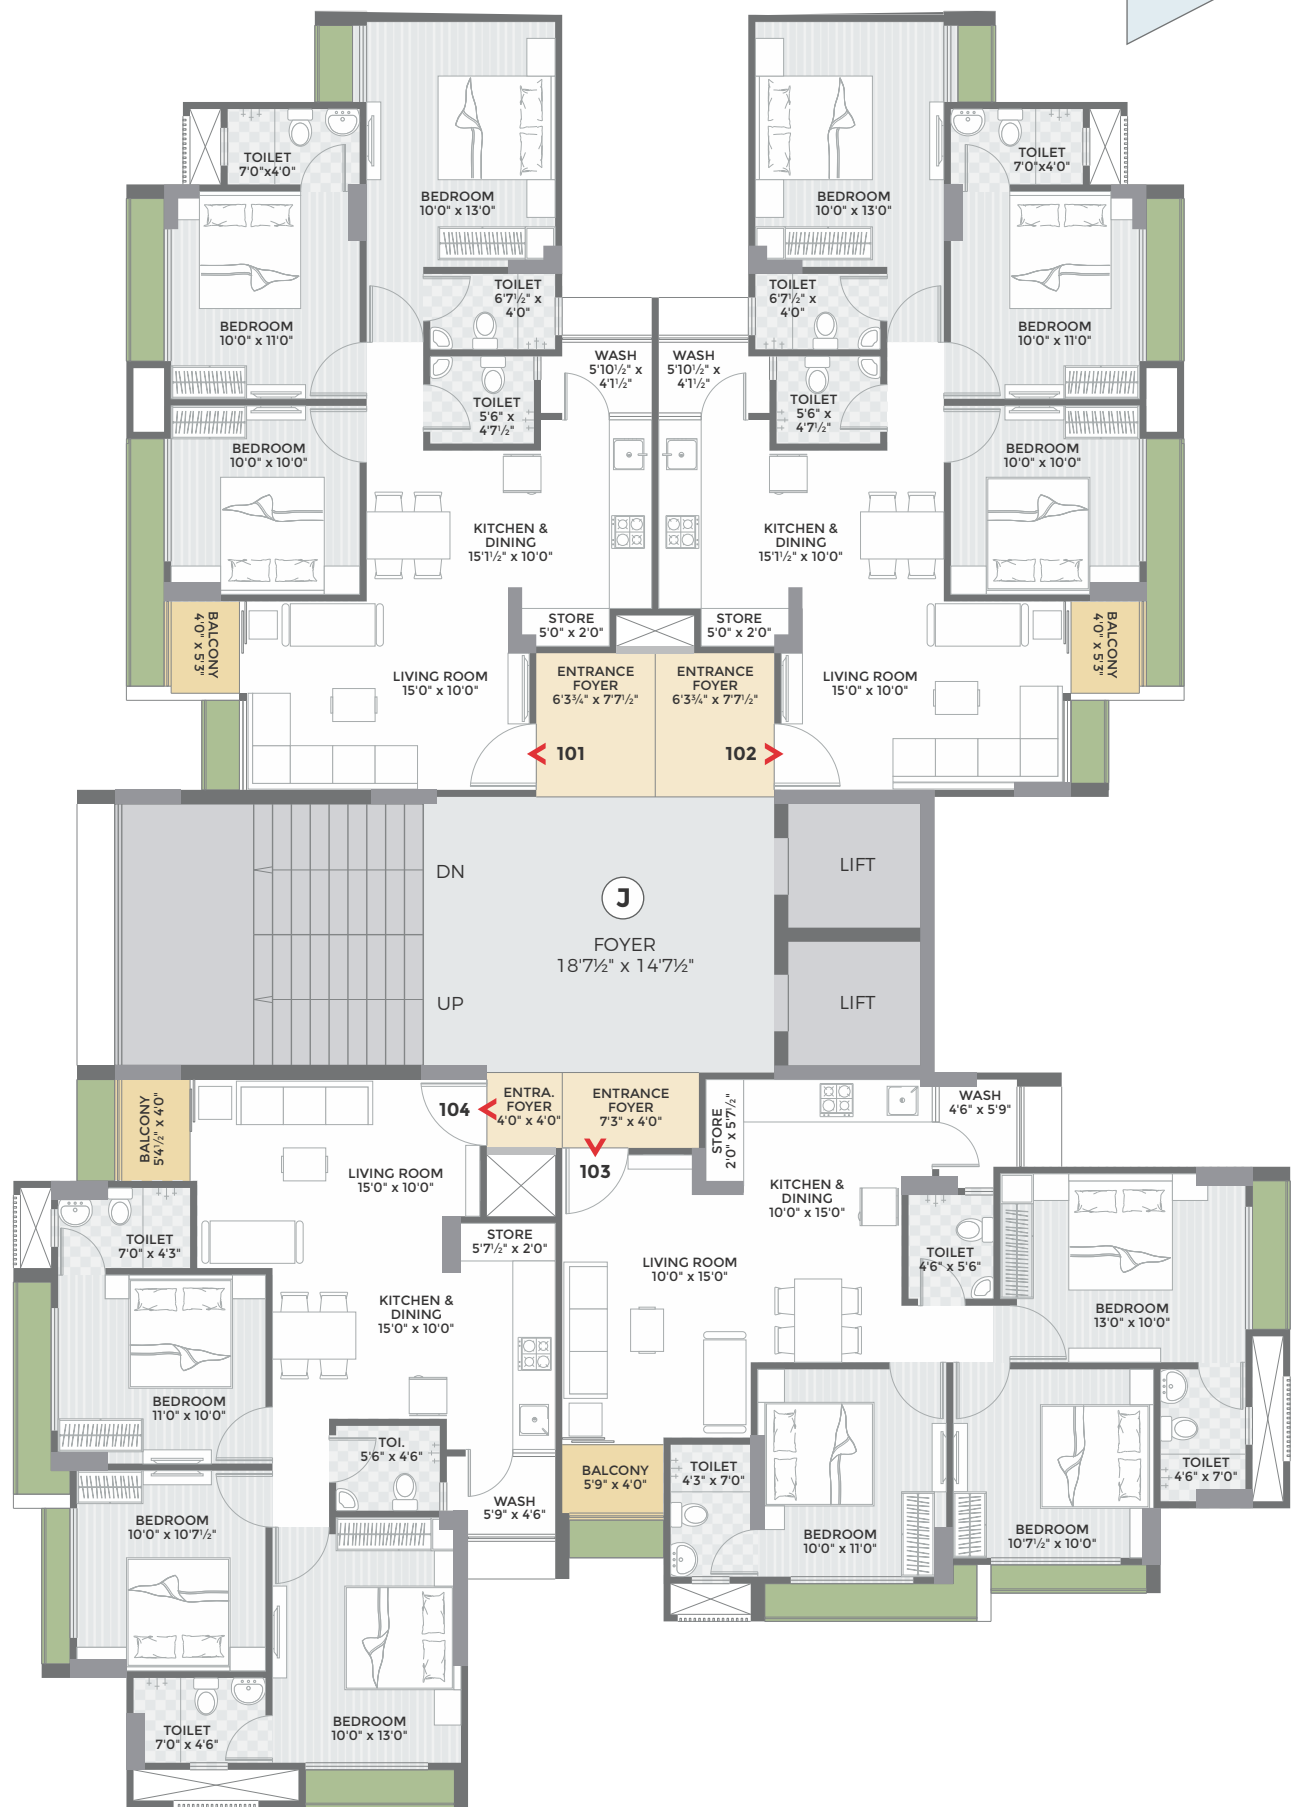 TOILET
7'0"x4'0"
BEDROOM
10'0" x 13'0"
BEDROOM
10'0" x 13'0"
TOILET
7'0"x4'0"
BEDROOM
10'0" x 11'0"
TOILET
6'7½" x
4'0"
TOILET
6'7½" x
4'0"
BEDROOM
10'0" x 11'0"
WASH
5'10½" x
4'1½"
WASH
5'10½" x
4'1½"
TOILET
5'6" x
4'7½"
TOILET
5'6" x
4'7½"
BEDROOM
10'0" x 10'0"
BEDROOM
10'0" x 10'0"
KITCHEN &
DINING
15'1½" x 10'0"
KITCHEN &
DINING
15'1½" x 10'0"
BALCONY
4'0" x 5'3"
STORE
5'0" x 2'0"
STORE
5'0" x 2'0"
BALCONY
4'0" x 5'3"
LIVING ROOM
15'0" x 10'0"
ENTRANCE
FOYER
6'3¾" x 7'7½"
ENTRANCE
FOYER
6'3¾" x 7'7½"
LIVING ROOM
15'0" x 10'0"
101
102
DN
LIFT
J
FOYER
18'7½" x 14'7½"
UP
LIFT
BALCONY
5'4½" x 4'0"
104
ENTRA.
FOYER
4'0" x 4'0"
ENTRANCE
FOYER
7'3" x 4'0"
103
STORE
2'0" x 5'7½"
WASH
4'6" x 5'9"
LIVING ROOM
15'0" x 10'0"
KITCHEN &
DINING
10'0" x 15'0"
TOILET
7'0" x 4'3"
STORE
5'7½" x 2'0"
LIVING ROOM
10'0" x 15'0"
TOILET
4'6" x 5'6"
KITCHEN &
DINING
15'0" x 10'0"
BEDROOM
13'0" x 10'0"
BEDROOM
11'0" x 10'0"
TOI.
5'6" x 4'6"
BALCONY
5'9" x 4'0"
TOILET
4'3" x 7'0"
TOILET
4'6" x 7'0"
WASH
5'9" x 4'6"
BEDROOM
10'0" x 10'7½"
BEDROOM
10'0" x 11'0"
BEDROOM
10'7½" x 10'0"
TOILET
7'0" x 4'6"
BEDROOM
10'0" x 13'0"